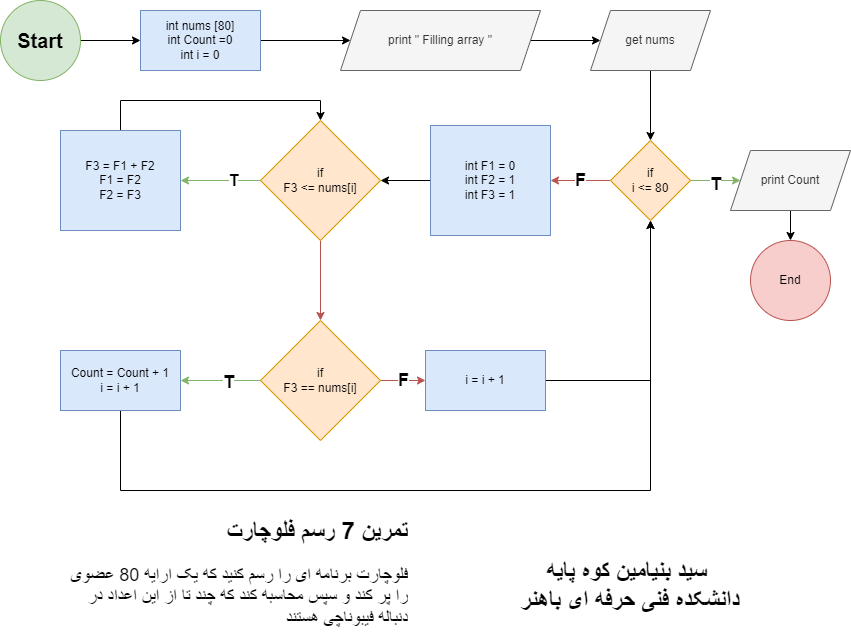 Start
int nums [80]
int Count =0
int i = 0
print " Filling array "
get nums
F3 = F1 + F2
F1 = F2
F2 = F3
T
if
F3 <= nums[i]
int F1 = 0
int F2 = 1
int F3 = 1
F
if
i <= 80
T
print Count
End
Count = Count + 1
i = i + 1
T
if
F3 == nums[i]
F
i = i + 1
تمرین 7 رسم فلوچارت
فلوچارت برنامه ای را رسم کنید که یک ارایه 80 عضوی
را پر کند و سپس محاسبه کند که چند تا از این اعداد در
دنباله فیبوناچی هستند
سید بنیامین کوه پایه
دانشکده فنی حرفه ای باهنر